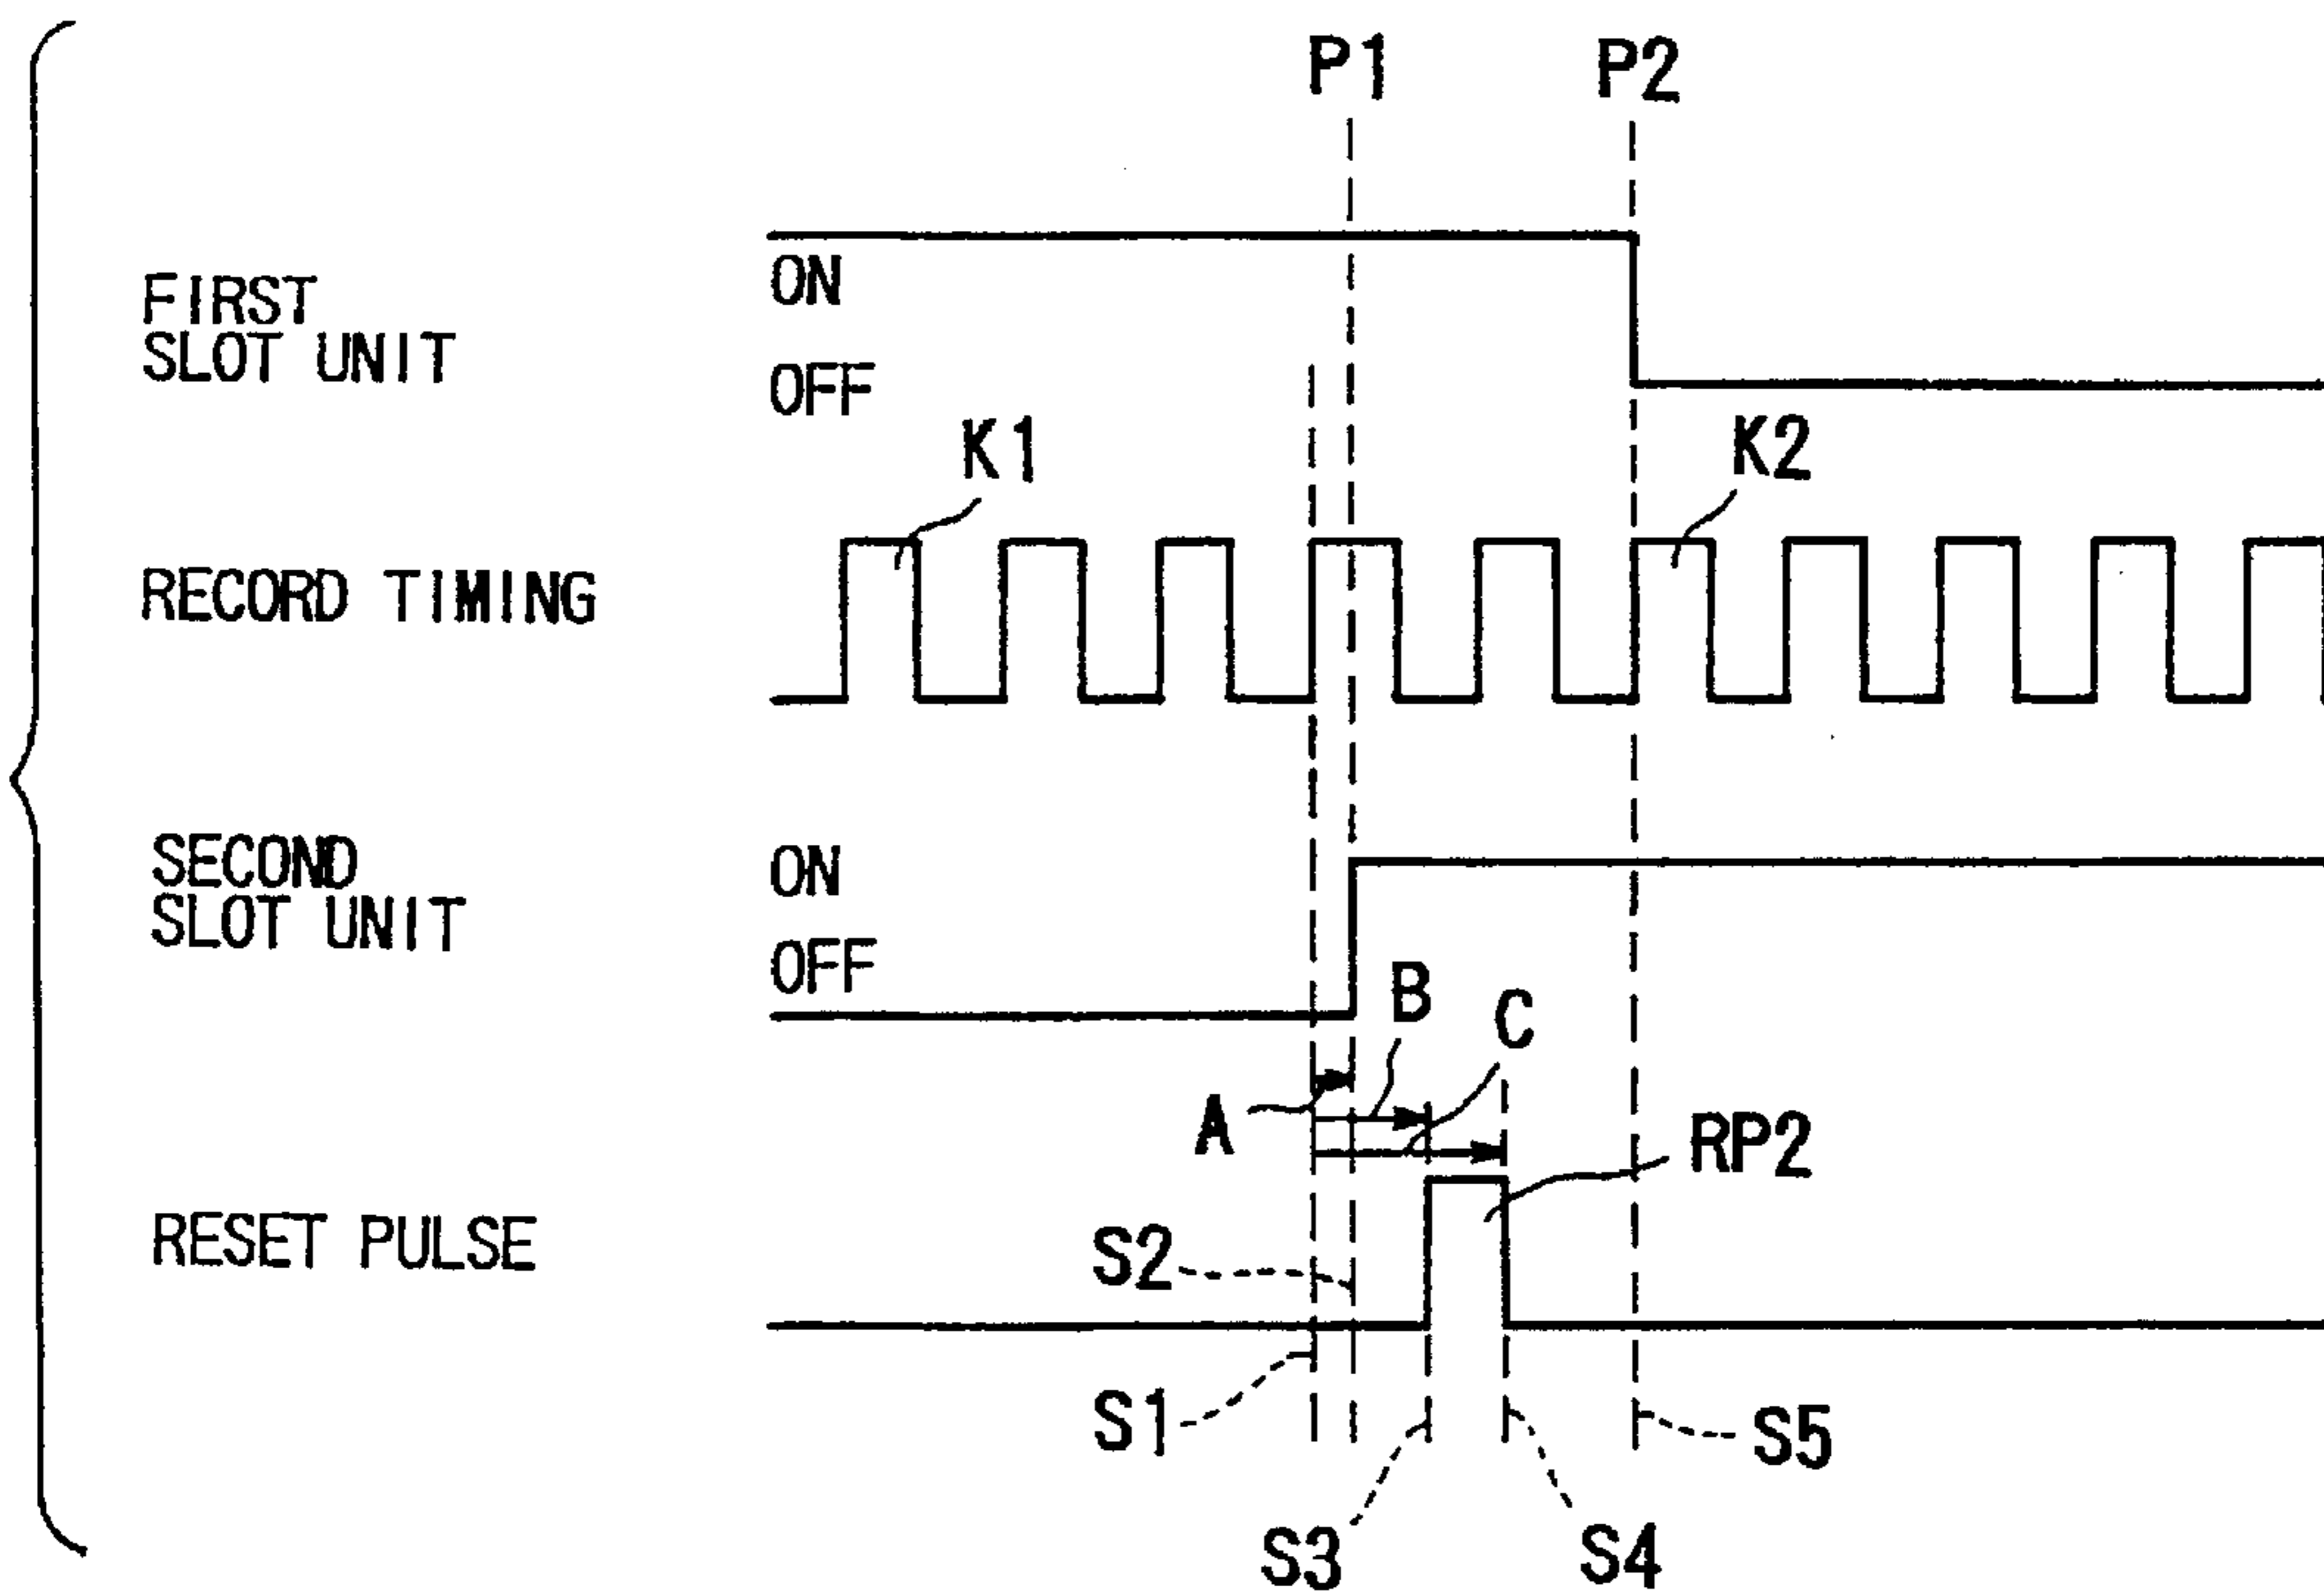 P1 P2
FIRST
SLOT UNIT
ON
OFF
K1 K2
RECORD TIMING
SECOND
SLOT UNIT
ON
OFF
B
C
A
RP2
RESET PULSE
S2
S1
S5
S3 S4